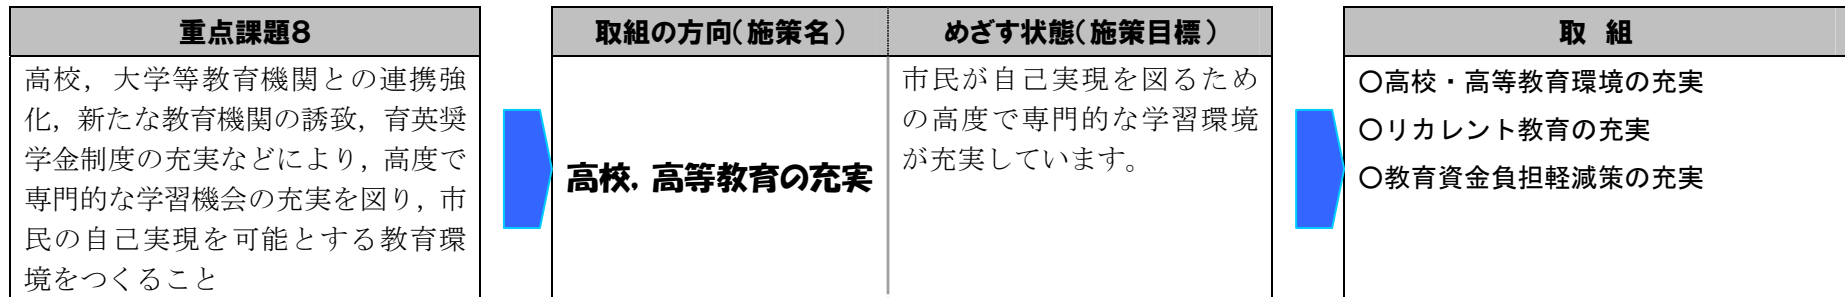 重点課題８
高校，大学等教育機関との連携強
化，新たな教育機関の誘致，育英奨
学金制度の充実などにより，高度で
専門的な学習機会の充実を図り，市
民の自己実現を可能とする教育環
境をつくること
取組の方向（施策名）
高校，高等教育の充実
めざす状態（施策目標）
市民が自己実現を図るため
の高度で専門的な学習環境
が充実しています。
取 組
○高校・高等教育環境の充実
○リカレント教育の充実
○教育資金負担軽減策の充実